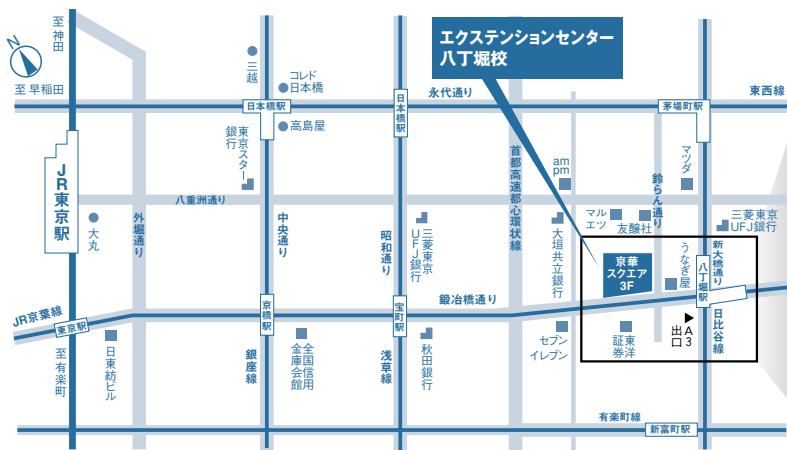 エクステンションセンター
八丁堀校
N
至神田
至 早稲田
JR東京駅
三越
コレド
日本橋
日本橋駅
高島屋
東京スター
銀行
日本橋駅
永代通り
茅場町駅
東西線
am
pm
マツダ
首都高速都心環状線
鈴らん通り
八重洲通り
大丸
外堀通り
中央通り
昭和通り
三菱東京
UFJ銀行
大垣共立銀行
マル
エツ
友醸社
三菱東京
UFJ銀行
新大橋通り
京華
スクエア
3F
うなぎ屋
八丁堀駅
鍛冶橋通り
JR京葉線
東京駅
京橋駅
宝町駅
至有楽町
日東紡ビル
銀座線
全国信用
金庫会館
浅草線
秋田銀行
セブン
イレブン
東洋
証券
A3
出口
日比谷線
有楽町線
新富町駅